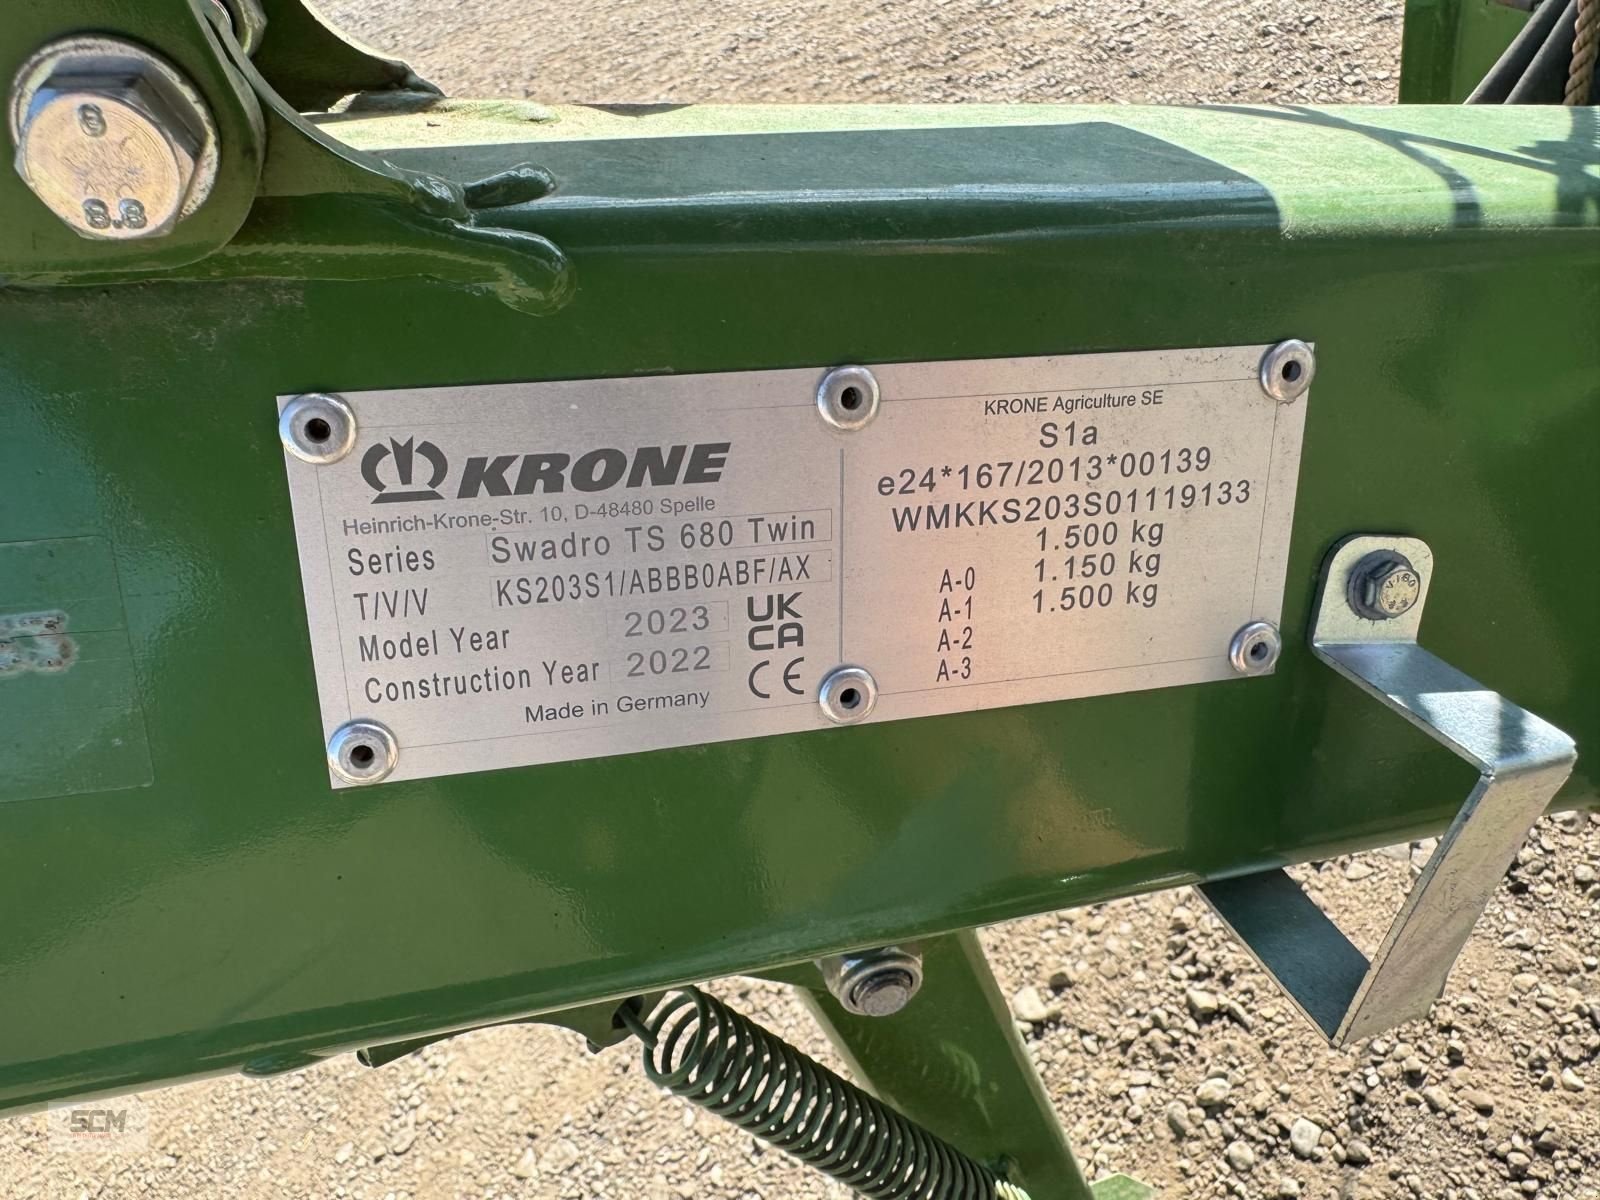 8
8.8
KRONE
Heinrich-Krone-Str. 10, D-48480 Spelle
Series Swadro TS 680 Twin
T/V/V KS203S1/ABBB0ABF/AX
Model Year 2023
Construction Year 2022
UK
CA
CE
Made in Germany
KRONE Agriculture SE
S1a
e24*167/2013*00139
WMKKS203S01119133
1.500 kg
A-0 1.150 kg
A-1 1.500 kg
A-2
A-3
SCM